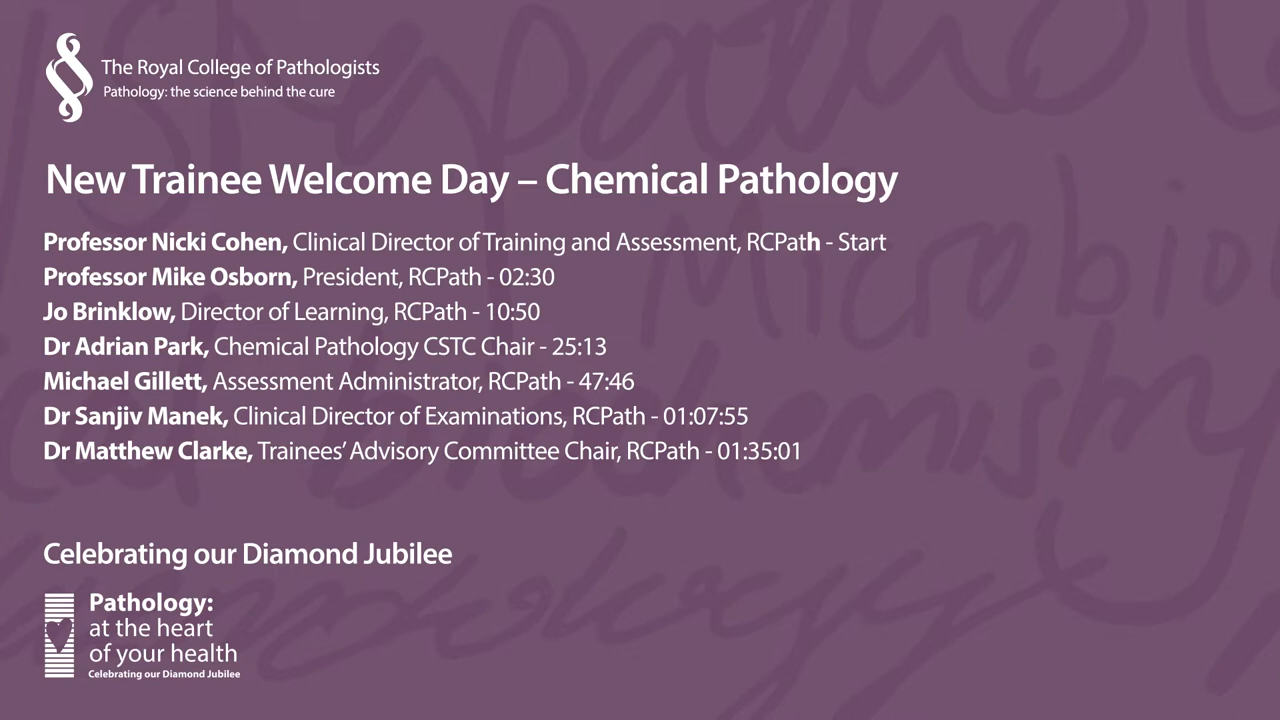 The Royal College of Pathologists
Pathology: the science behind the cure
New Trainee Welcome Day – Chemical Pathology
Professor Nicki Cohen, Clinical Director of Training and Assessment, RCPath - Start
Professor Mike Osborn, President, RCPath - 02:30
Jo Brinklow, Director of Learning, RCPath - 10:50
Dr Adrian Park, Chemical Pathology CSTC Chair - 25:13
Michael Gillett, Assessment Administrator, RCPath - 47:46
Dr Sanjiv Manek, Clinical Director of Examinations, RCPath - 01:07:55
Dr Matthew Clarke, Trainees’ Advisory Committee Chair, RCPath - 01:35:01
Celebrating our Diamond Jubilee
Pathology:
at the heart
of your health
Celebrating our Diamond Jubilee